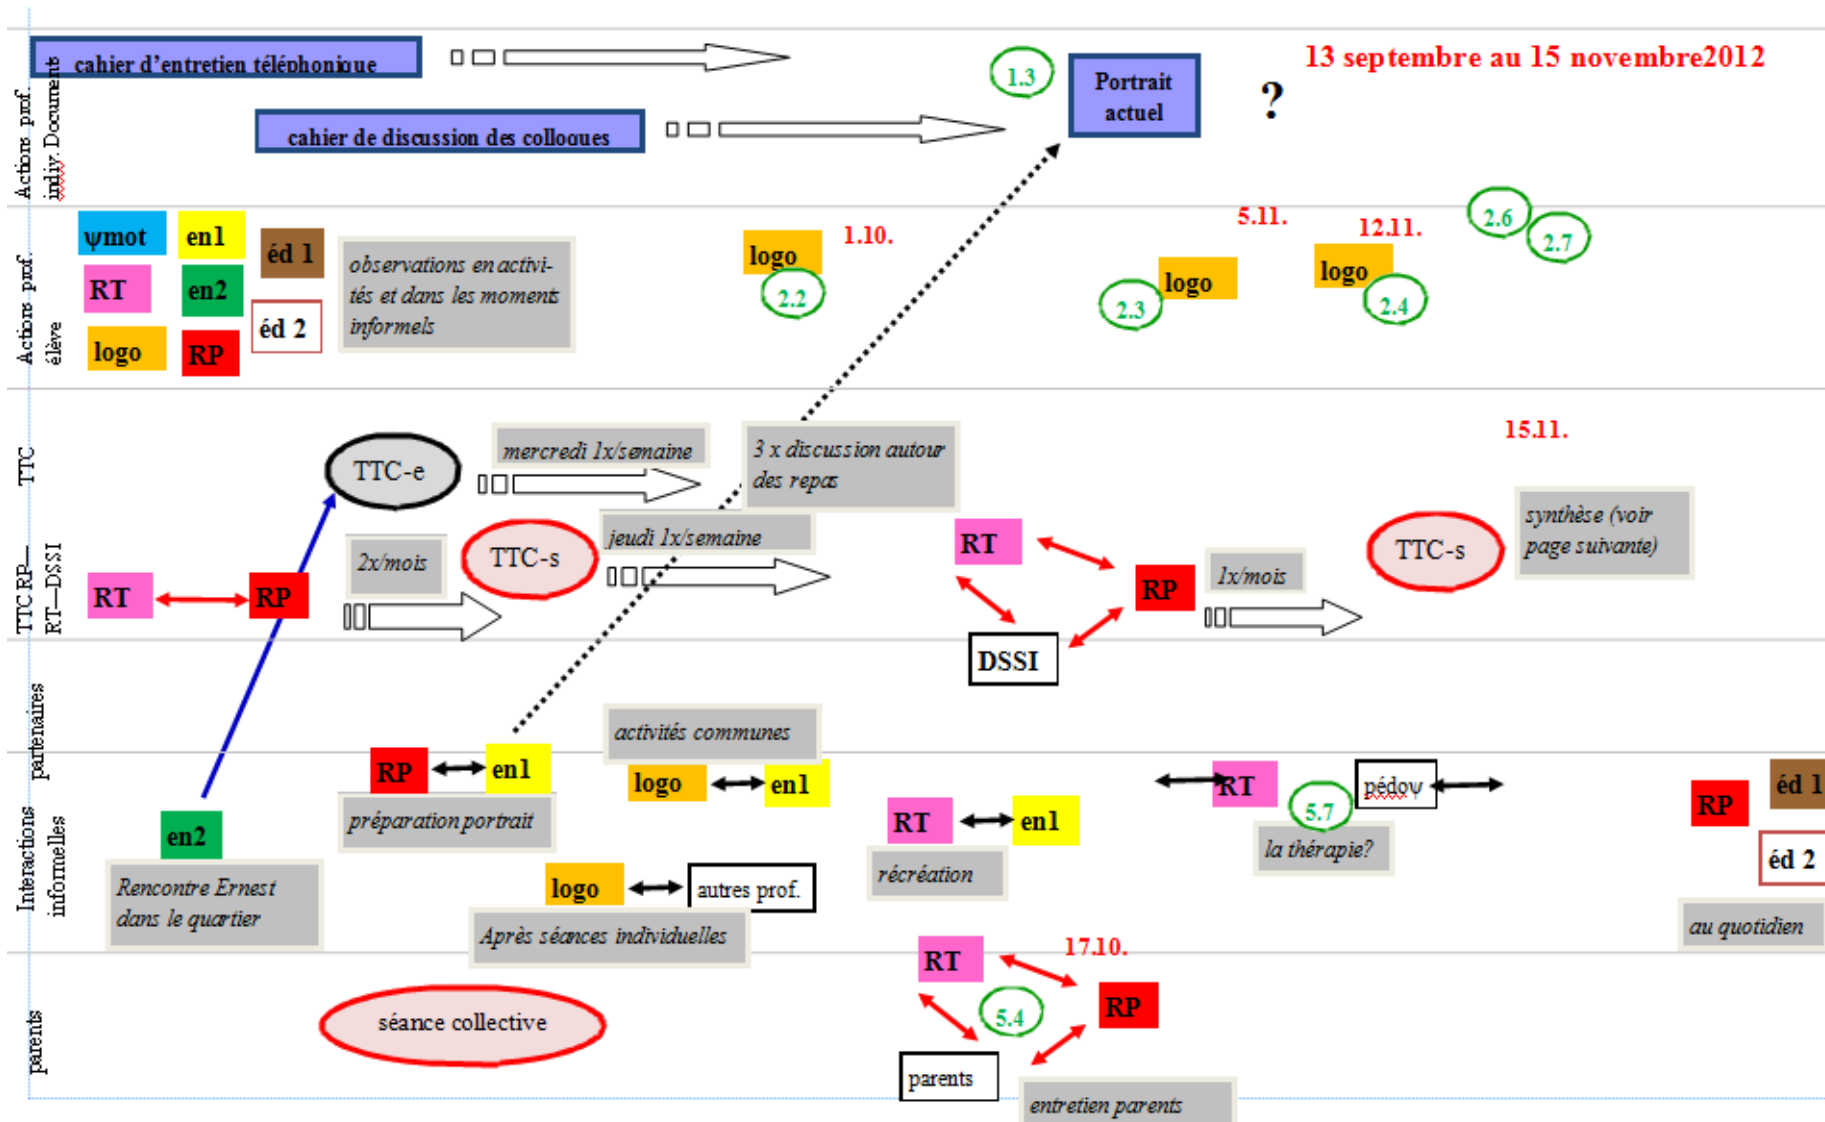 cahier d'entretien téléphonique
1.3
Portrait
actuel
13 septembre au 15 novembre2012
?
cahier de discussion des colloques
Actions prof.
indiv. Documents
ψmot
en1
éd 1
RT
en2
éd 2
logo
RP
observations en activi-
tés et dans les moments
informels
logo
1.10.
2.2
5.11.
logo
2.3
12.11.
logo
2.4
2.6
2.7
Actions prof.
élève
TTC
TTC-e
mercredi 1x/semaine
3 x discussion autour
des repas
15.11.
TTC RP—
RT—DSSI
RT
RP
2x/mois
TTC-s
jeudi 1x/semaine
RT
RP
DSSI
1x/mois
TTC-s
synthèse (voir
page suivante)
partenaires
Interactions
informelles
en2
Rencontre Ernest
dans le quartier
RP
en1
préparation portrait
activités communes
logo
en1
logo
autres prof.
Après séances individuelles
RT
en1
récréation
RT
5.7
pédoψ
la thérapie?
RP
éd 1
éd 2
au quotidien
parents
séance collective
RT
17.10.
5.4
RP
parents
entretien parents